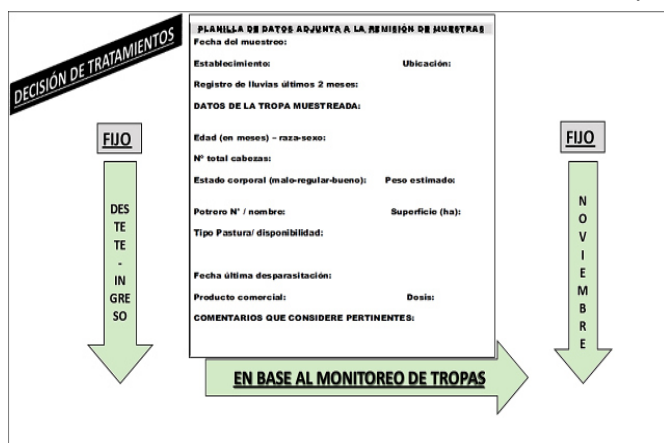 DECISIÓN DE TRATAMIENTOS
PLANILLA DE DATOS ADJUNTA A LA REMISIÓN DE MUESTRAS
Fecha del muestreo:
Establecimiento: Ubicación:
Registro de lluvias últimos 2 meses:
DATOS DE LA TROPA MUESTREADA:
Edad (en meses) – raza-sexo:
Nº total cabezas:
Estado corporal (malo-regular-bueno): Peso estimado:
Potrero N° / nombre: Superficie (ha):
Tipo Pastura/ disponibilidad:
Fecha última desparasitación:
Producto comercial: Dosis:
COMENTARIOS QUE CONSIDERE PERTINENTES:
FIJO
DES
TE
TE
-
IN
GRE
SO
FIJO
N
O
V
I
E
M
B
R
E
EN BASE AL MONITOREO DE TROPAS